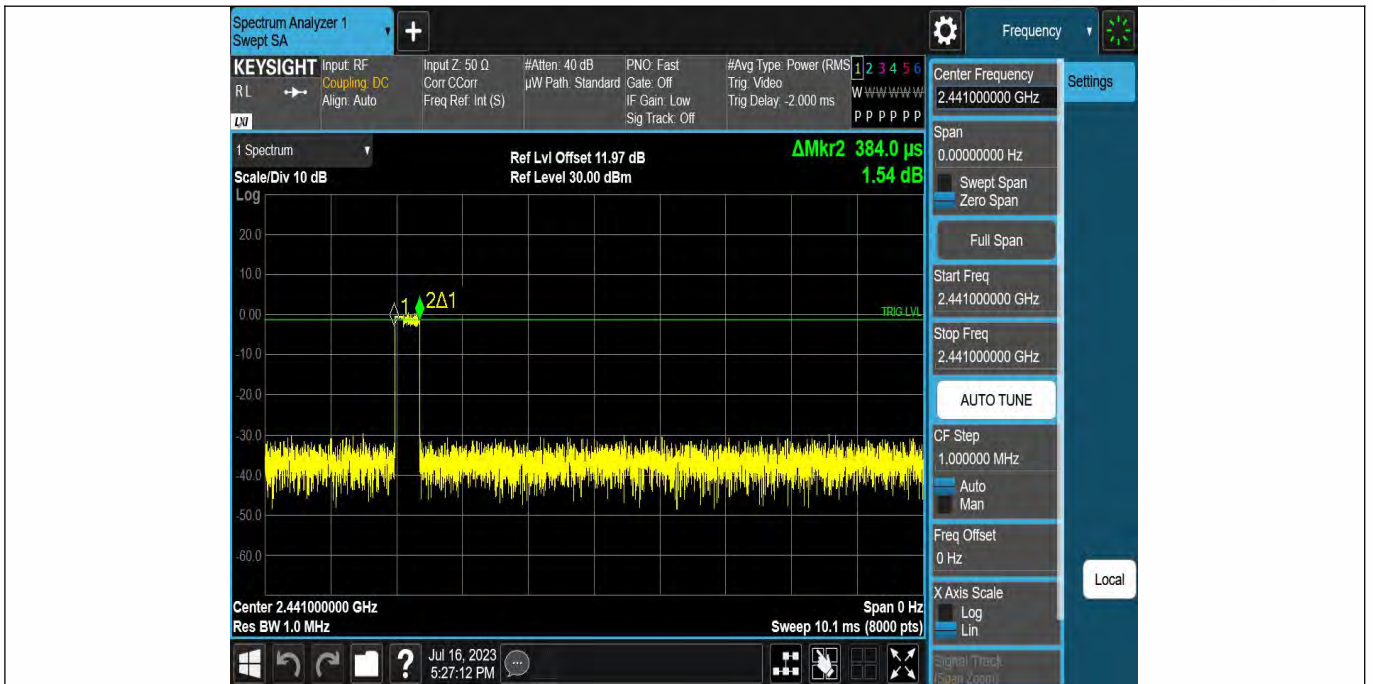 Spectrum Analyzer 1
Swept SA
+
Frequency
KEYSIGHT
RL
LXI
Input: RF
Coupling: DC
Align: Auto
Input Z: 50 Ω
Corr CCorr
Freq Ref: Int (S)
#Atten: 40 dB
µW Path: Standard
PNO: Fast
Gate: Off
IF Gain: Low
Sig Track: Off
#Avg Type: Power (RMS
Trig: Video
Trig Delay: -2.000 ms
1 2 3 4 5 6
W W W W W W
P P P P P P
1 Spectrum
Scale/Div 10 dB
Log
Ref Lvl Offset 11.97 dB
Ref Level 30.00 dBm
ΔMkr2 384.0 µs
1.54 dB
20.0
10.0
0.00
-10.0
-20.0
-30.0
-40.0
-50.0
-60.0
1
2Δ1
TRIG LVL
Center 2.441000000 GHz
Res BW 1.0 MHz
Span 0 Hz
Sweep 10.1 ms (8000 pts)
Center Frequency
2.441000000 GHz
Settings
Span
0.00000000 Hz
Swept Span
Zero Span
Full Span
Start Freq
2.441000000 GHz
Stop Freq
2.441000000 GHz
AUTO TUNE
CF Step
1.000000 MHz
Auto
Man
Freq Offset
0 Hz
X Axis Scale
Log
Lin
Signal Track
(Span Zoom)
Local
?
Jul 16, 2023
5:27:12 PM